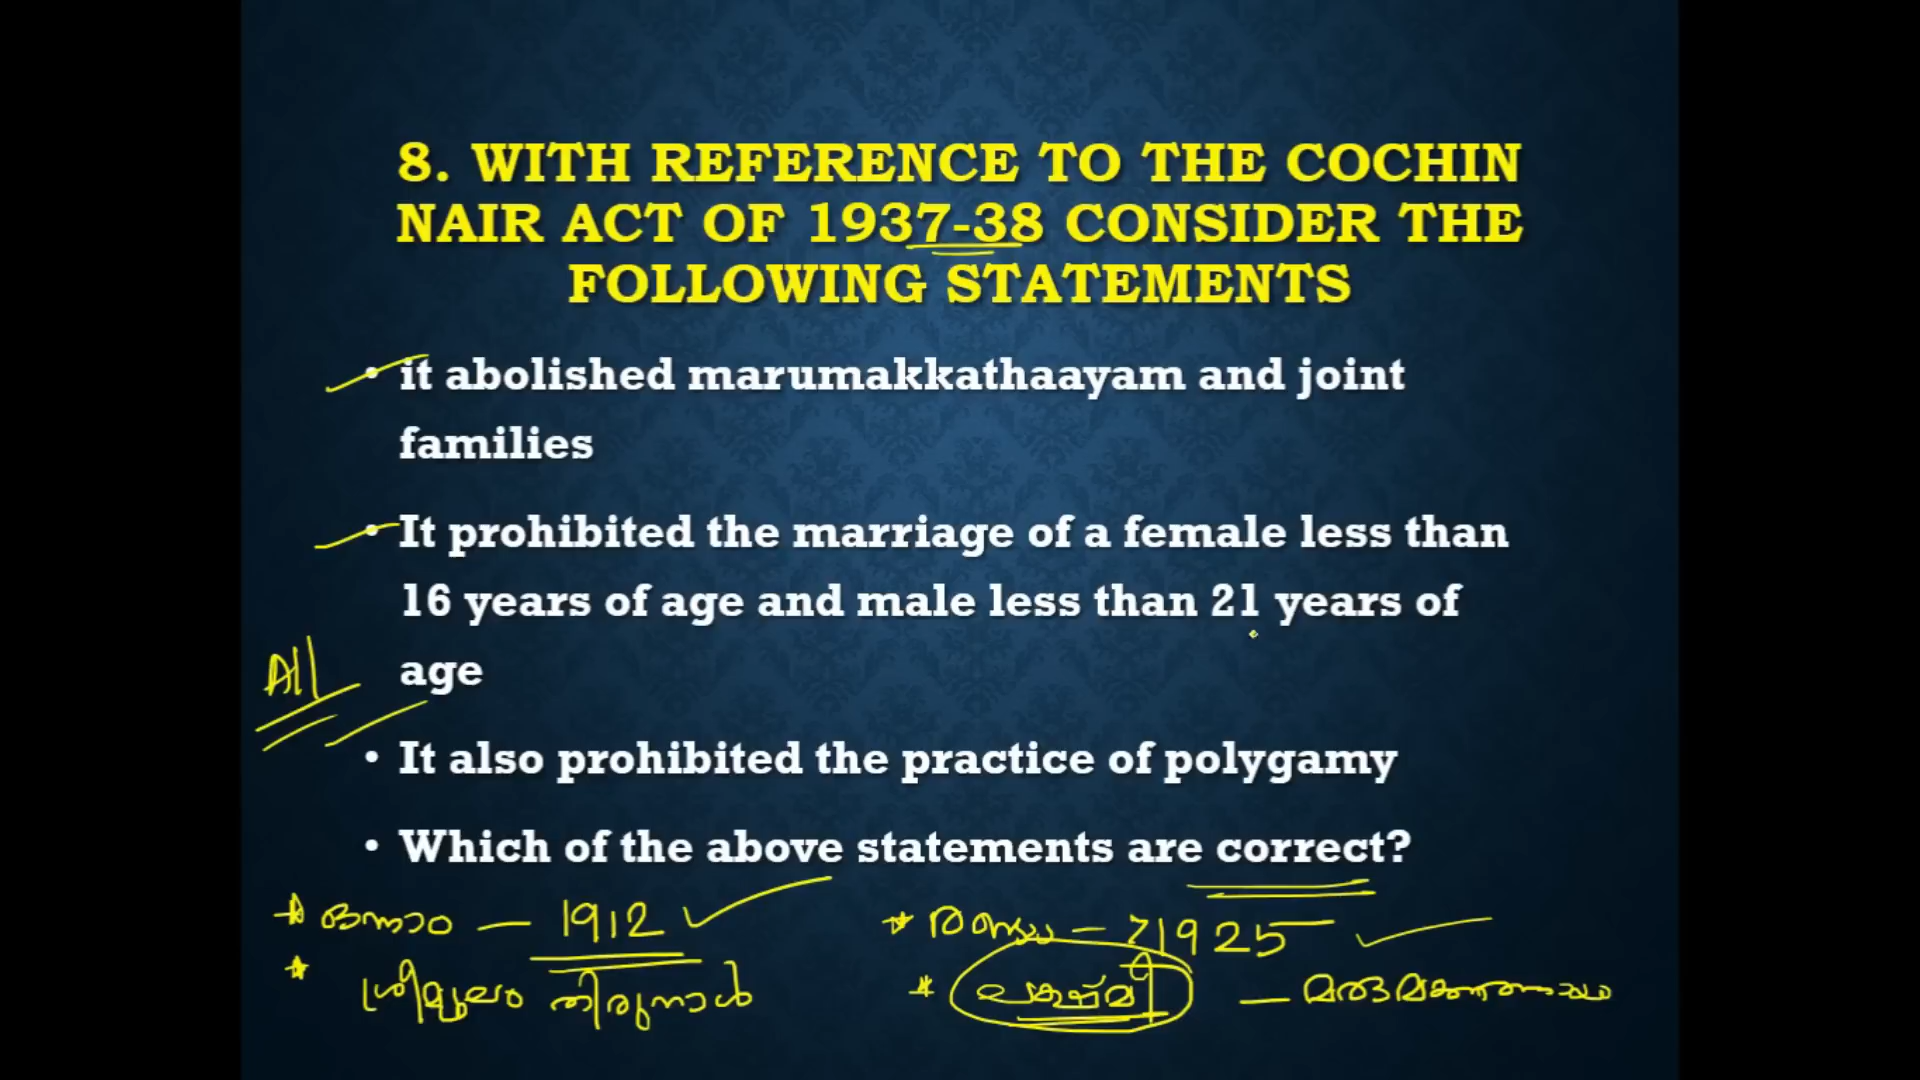 8. WITH REFERENCE TO THE COCHIN
NAIR ACT OF 1937-38 CONSIDER THE
FOLLOWING STATEMENTS
• it abolished marumakkathaayam and joint
families
• It prohibited the marriage of a female less than
16 years of age and male less than 21 years of
age
All
• It also prohibited the practice of polygamy
• Which of the above statements are correct?
ഒന്നാം — 1912
രണ്ടാം — 1925
ശ്രീമൂലം തിരുനാൾ